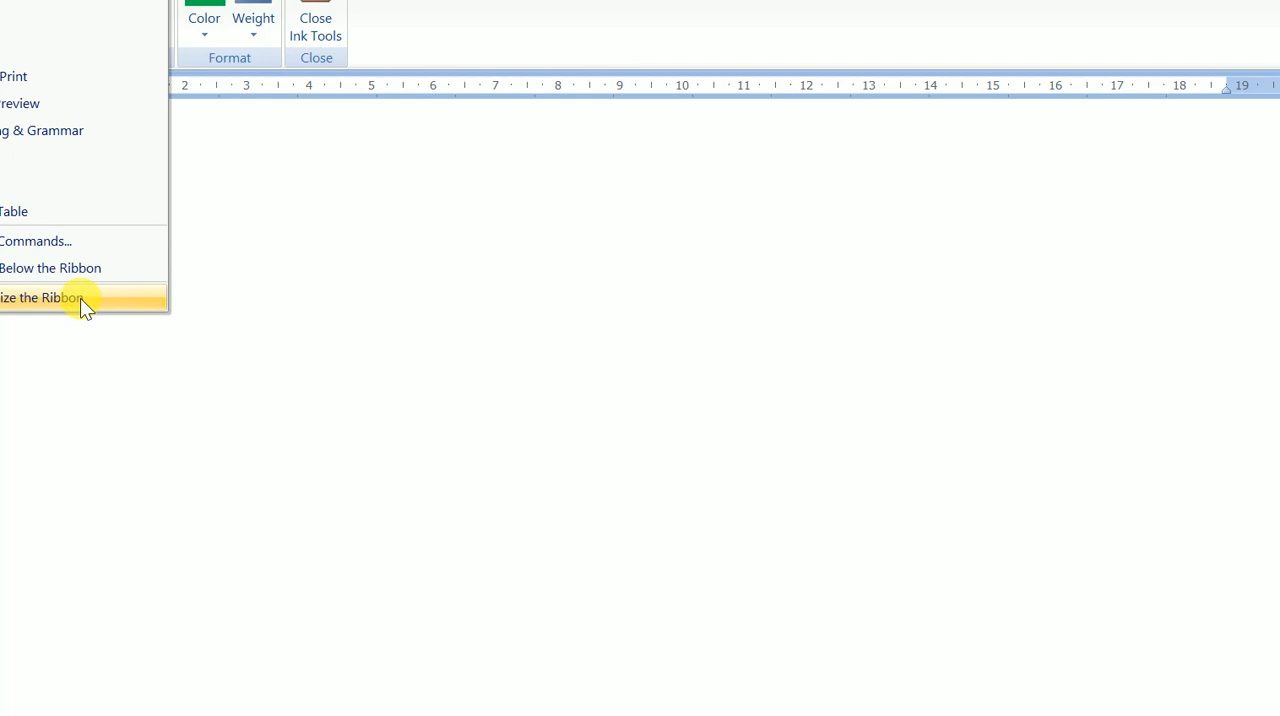 Color Weight Close
Ink Tools
Format Close
Print
2 3 4 5 6 7 8 9 10 11 12 13 14 15 16 17 18 19
review
g & Grammar
Table
Commands...
Below the Ribbon
ize the Ribbon